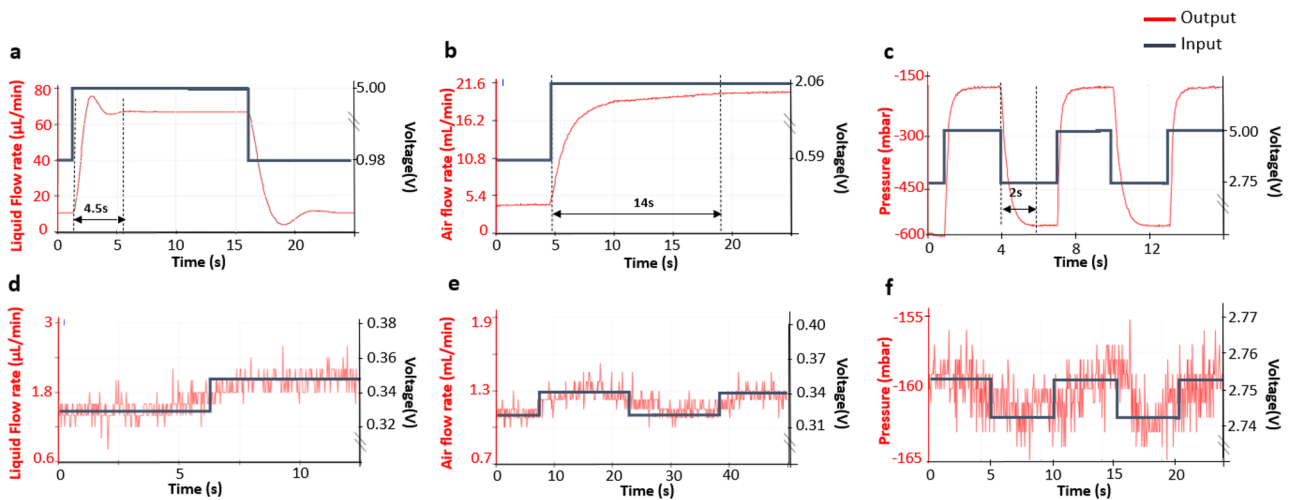 Output
Input
a
b
c
Liquid Flow rate (µL/min)
80
60
40
20
0
4.5s
0 5 10 15 20
Time (s)
5.00
0.98
Voltage(V)
Air flow rate (mL/min)
21.6
16.2
10.8
5.4
0
14s
0 5 10 15 20
Time (s)
2.06
0.59
Voltage(V)
Pressure (mbar)
-150
-300
-450
-600
2s
0 4 8 12
Time (s)
5.00
2.75
Voltage(V)
d
e
f
Liquid Flow rate (µL/min)
3
1.8
0.6
0 5 10
Time (s)
0.38
0.36
0.34
0.32
Voltage(V)
Air flow rate (mL/min)
1.9
1.3
0.7
0 10 20 30 40 50
Time (s)
0.40
0.37
0.34
0.31
Voltage(V)
Pressure (mbar)
-155
-160
-165
0 5 10 15 20
Time (s)
2.77
2.76
2.75
2.74
Voltage(V)